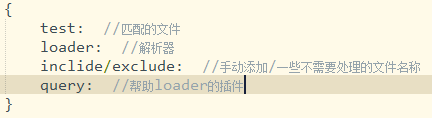 {
test: //匹配的文件
loader: //解析器
inclide/exclude: //手动添加/一些不需要处理的文件名称
query: //帮助loader的插件
}